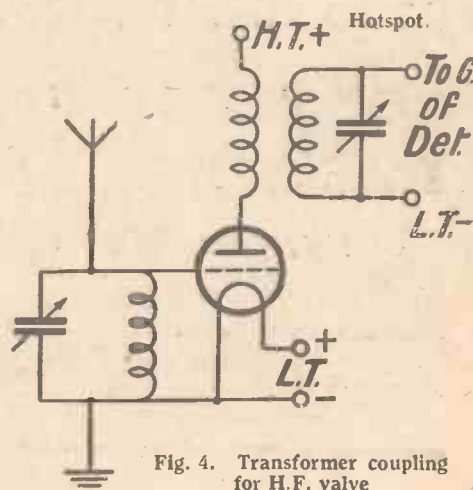 Hotspot.
H.T.+
To G.
of
Det.
L.T.-
+
L.T.
-
Fig. 4. Transformer coupling
for H.F. valve